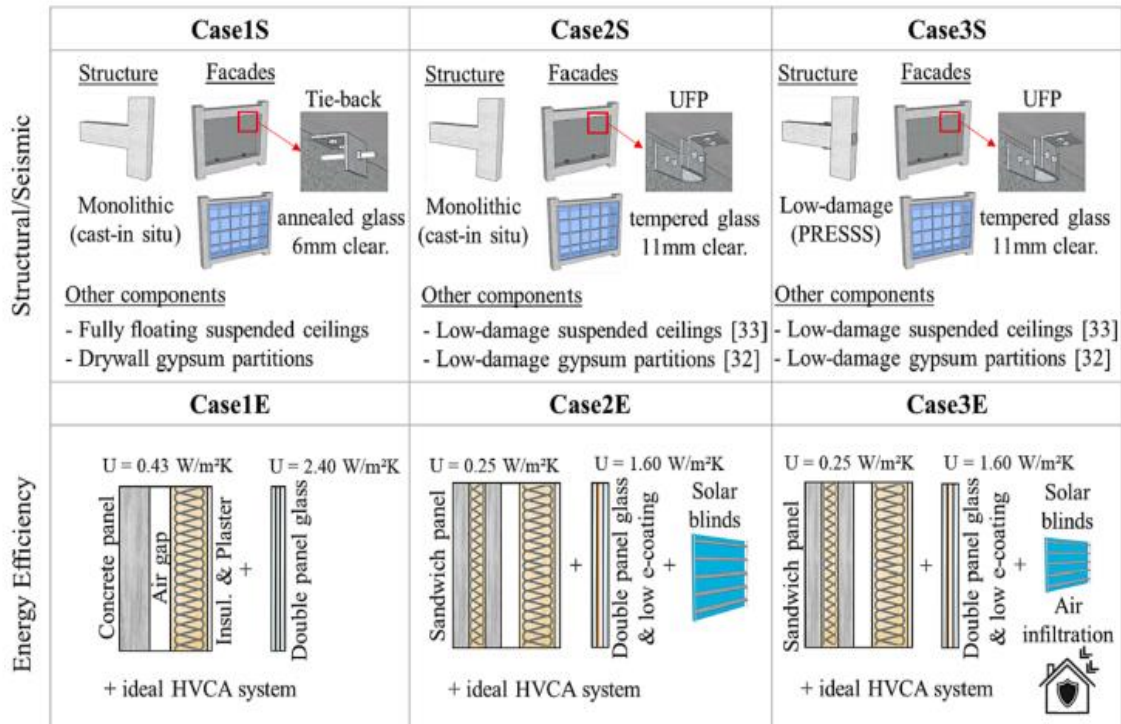 Case1S
Case2S
Case3S
Structural/Seismic
Structure
Facades
Tie-back
Monolithic
(cast-in situ)
annealed glass
6mm clear.
Other components
- Fully floating suspended ceilings
- Drywall gypsum partitions
Structure
Facades
UFP
Monolithic
(cast-in situ)
tempered glass
11mm clear.
Other components
- Low-damage suspended ceilings [33]
- Low-damage gypsum partitions [32]
Structure
Facades
UFP
Low-damage
(PRESSS)
tempered glass
11mm clear.
Other components
- Low-damage suspended ceilings [33]
- Low-damage gypsum partitions [32]
Case1E
Case2E
Case3E
Energy Efficiency
U = 0.43 W/m²K
U = 2.40 W/m²K
Concrete panel
Air gap
Insul. & Plaster
+
Double panel glass
+ ideal HVCA system
U = 0.25 W/m²K
U = 1.60 W/m²K
Sandwich panel
+
Double panel glass
& low e-coating
+
Solar
blinds
+ ideal HVCA system
U = 0.25 W/m²K
U = 1.60 W/m²K
Sandwich panel
+
Double panel glass
& low e-coating
+
Solar
blinds
Air
infiltration
+ ideal HVCA system